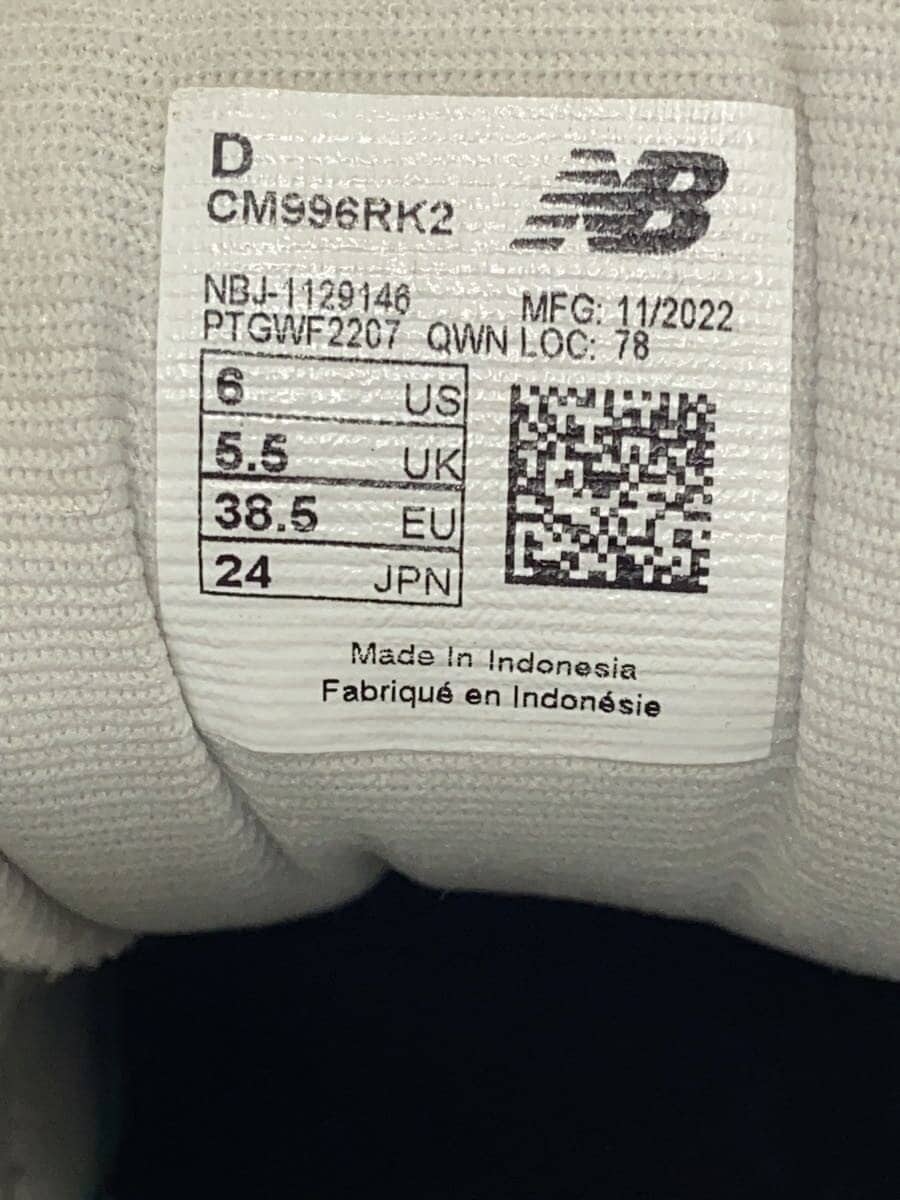 D
NB
CM996RK2
NBJ-1129146
MFG: 11/2022
PTGWF2207 QWN LOC: 78
6 US
5.5 UK
38.5 EU
24 JPN
Made In Indonesia
Fabriqué en Indonésie